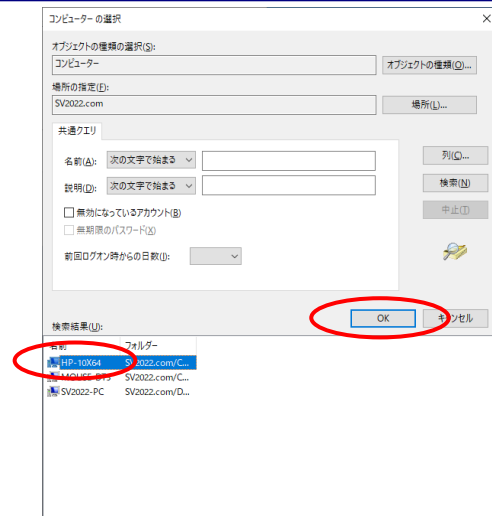 コンピューター の選択
オブジェクトの種類の選択(S):
コンピューター
オブジェクトの種類(O)...
場所の指定(F):
SV2022.com
場所(L)...
共通クエリ
名前(A): 次の文字で始まる
列(C)...
説明(D): 次の文字で始まる
検索(N)
無効になっているアカウント(B)
中止(T)
無期限のパスワード(X)
前回ログオン時からの日数(I):
OK キャンセル
検索結果(U):
名前 フォルダー
HP-10X64 SV2022.com/C...
SV2022.com/C...
SV2022-PC SV2022.com/D...